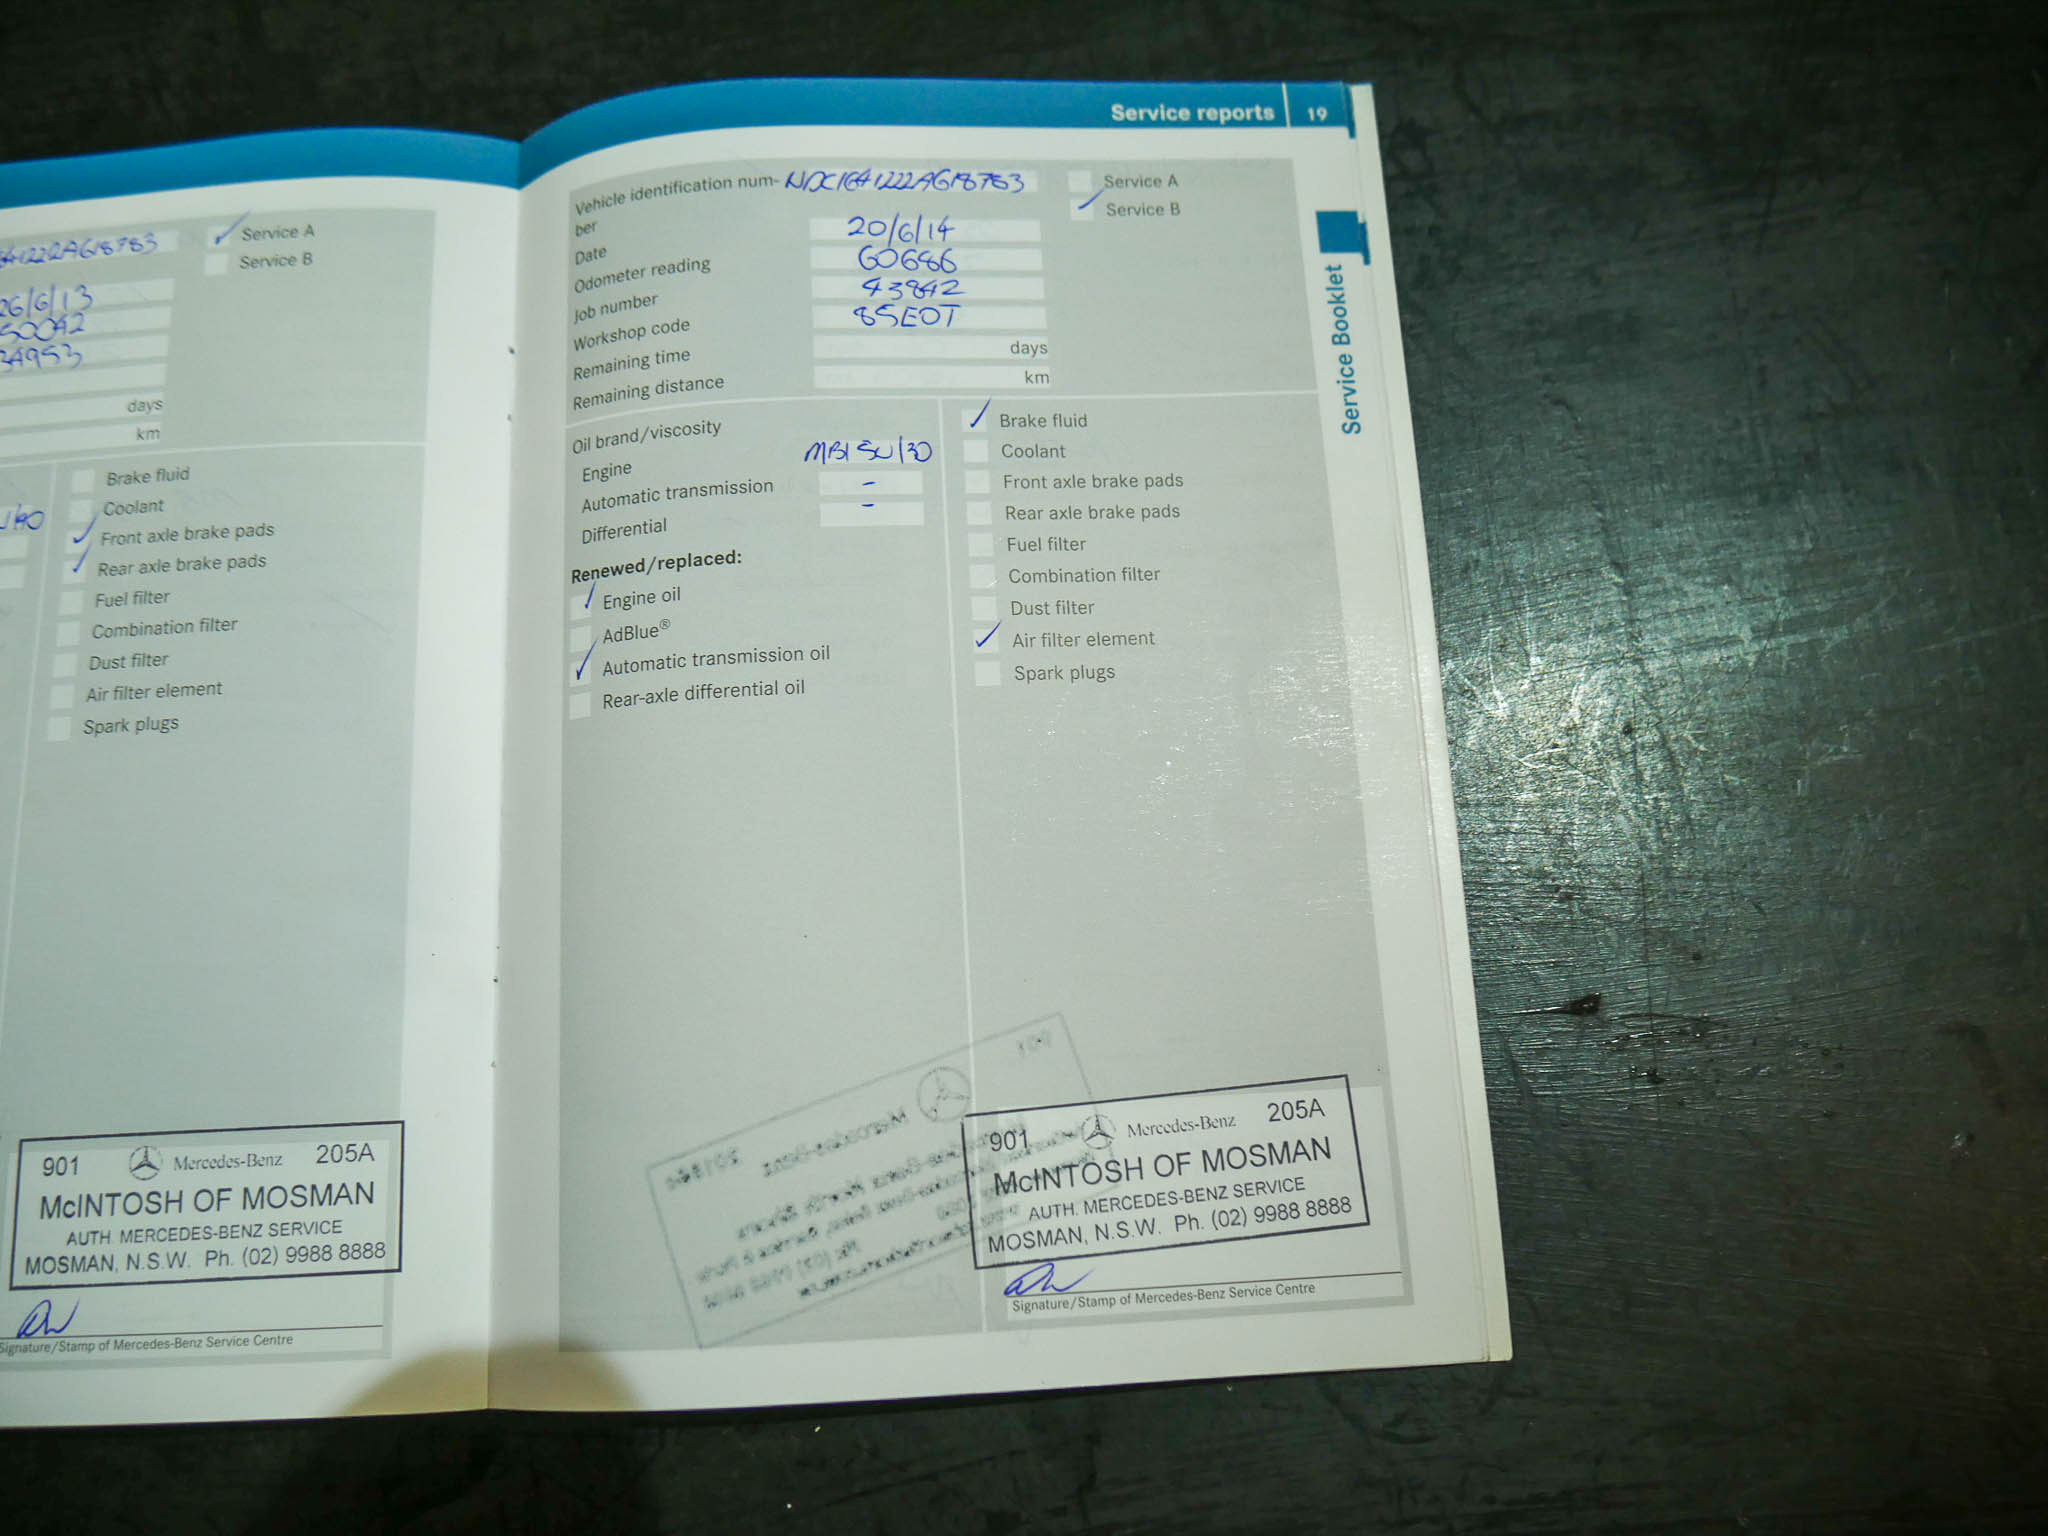 Service A
Service B
26/6/13
50042
34953
days
km
Brake fluid
Coolant
Front axle brake pads
Rear axle brake pads
Fuel filter
Combination filter
Dust filter
Air filter element
Spark plugs
901 Mercedes-Benz 205A
McINTOSH OF MOSMAN
AUTH. MERCEDES-BENZ SERVICE
MOSMAN, N.S.W. Ph. (02) 9988 8888
Signature/Stamp of Mercedes-Benz Service Centre
Service reports 19
Vehicle identification num-
ber
Service A
Service B
Date 20/6/14
Odometer reading 60686
Job number 43842
Workshop code 85EOT
Remaining time days
Remaining distance km
Oil brand/viscosity
Engine
Automatic transmission -
Differential -
Renewed/replaced:
Engine oil
AdBlue®
Automatic transmission oil
Rear-axle differential oil
Brake fluid
Coolant
Front axle brake pads
Rear axle brake pads
Fuel filter
Combination filter
Dust filter
Air filter element
Spark plugs
901 Mercedes-Benz 205A
McINTOSH OF MOSMAN
AUTH. MERCEDES-BENZ SERVICE
MOSMAN, N.S.W. Ph. (02) 9988 8888
Signature/Stamp of Mercedes-Benz Service Centre
Service Booklet